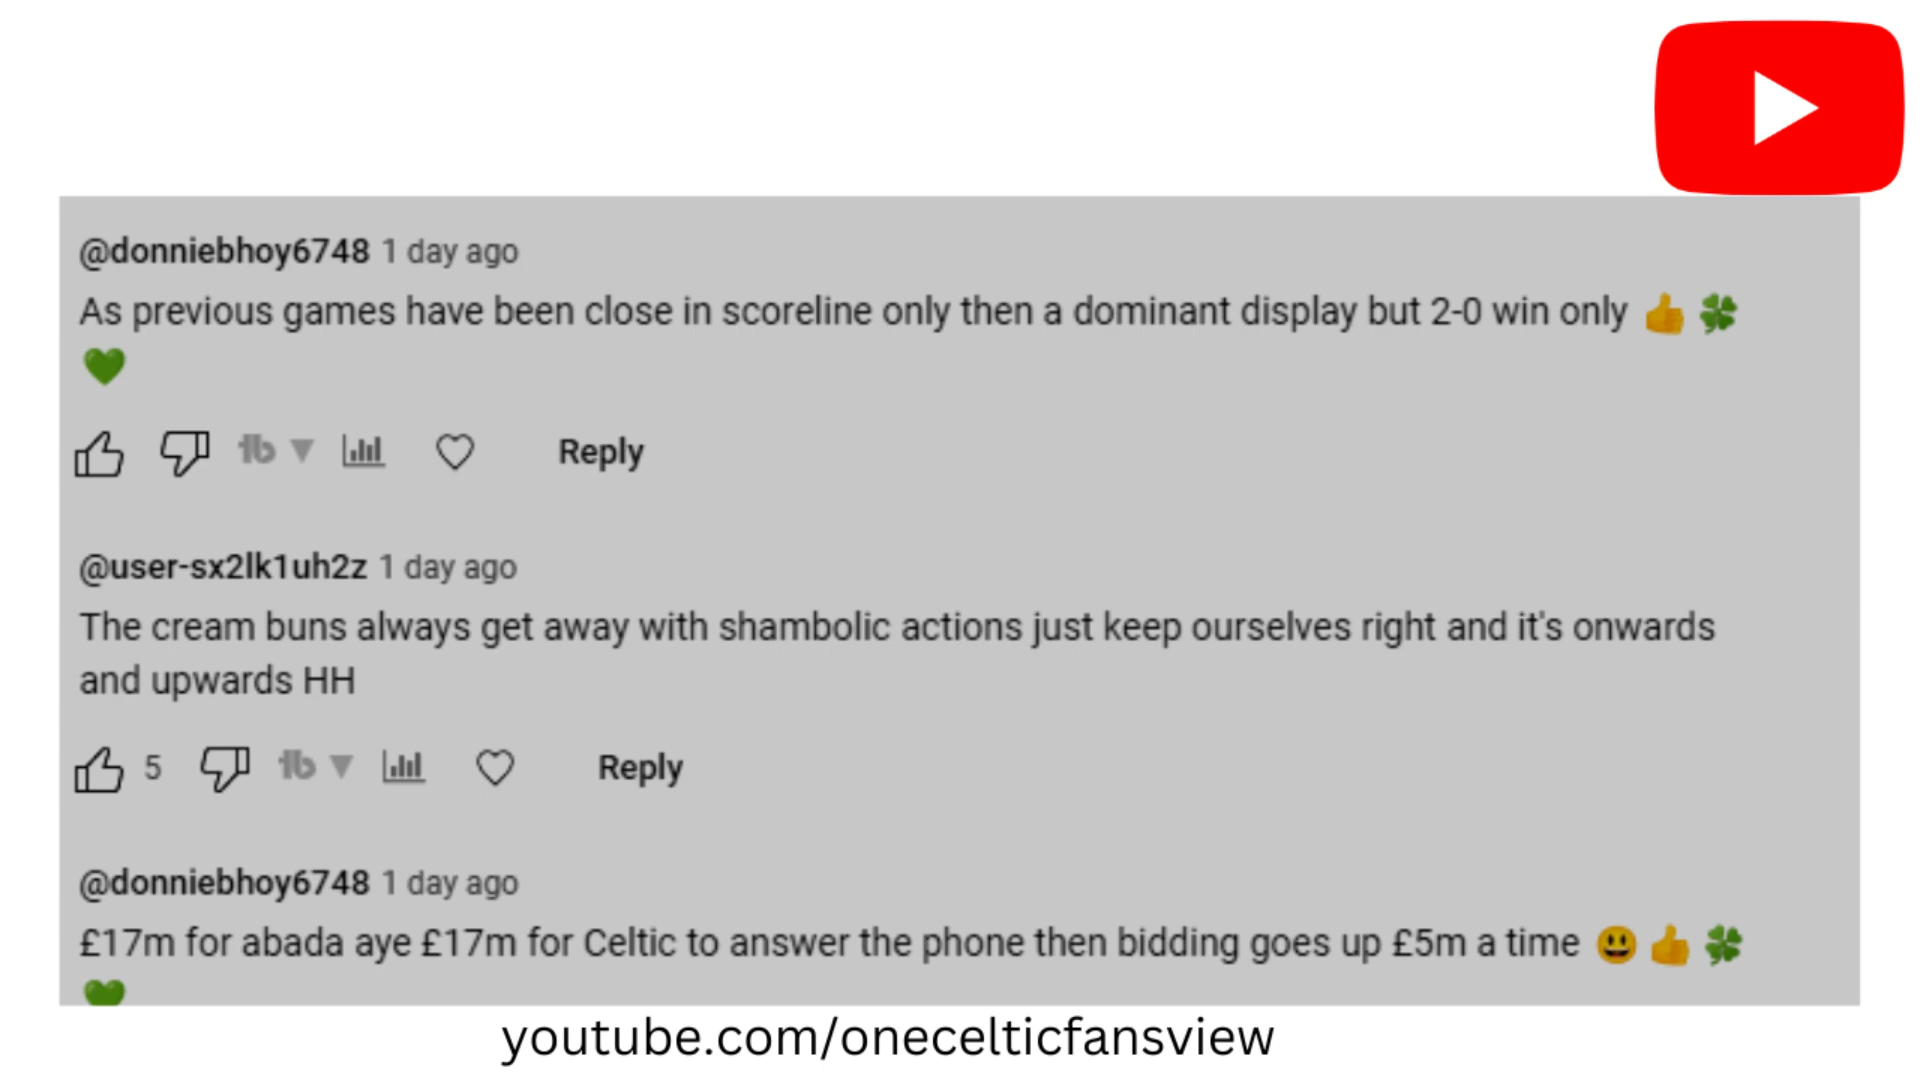 @donniebhoy6748 1 day ago
As previous games have been close in scoreline only then a dominant display but 2-0 win only 👍 🍀
💚
Reply
@user-sx2lk1uh2z 1 day ago
The cream buns always get away with shambolic actions just keep ourselves right and it's onwards
and upwards HH
5 Reply
@donniebhoy6748 1 day ago
£17m for abada aye £17m for Celtic to answer the phone then bidding goes up £5m a time 😃 👍 🍀
💚
youtube.com/onecelticfansview